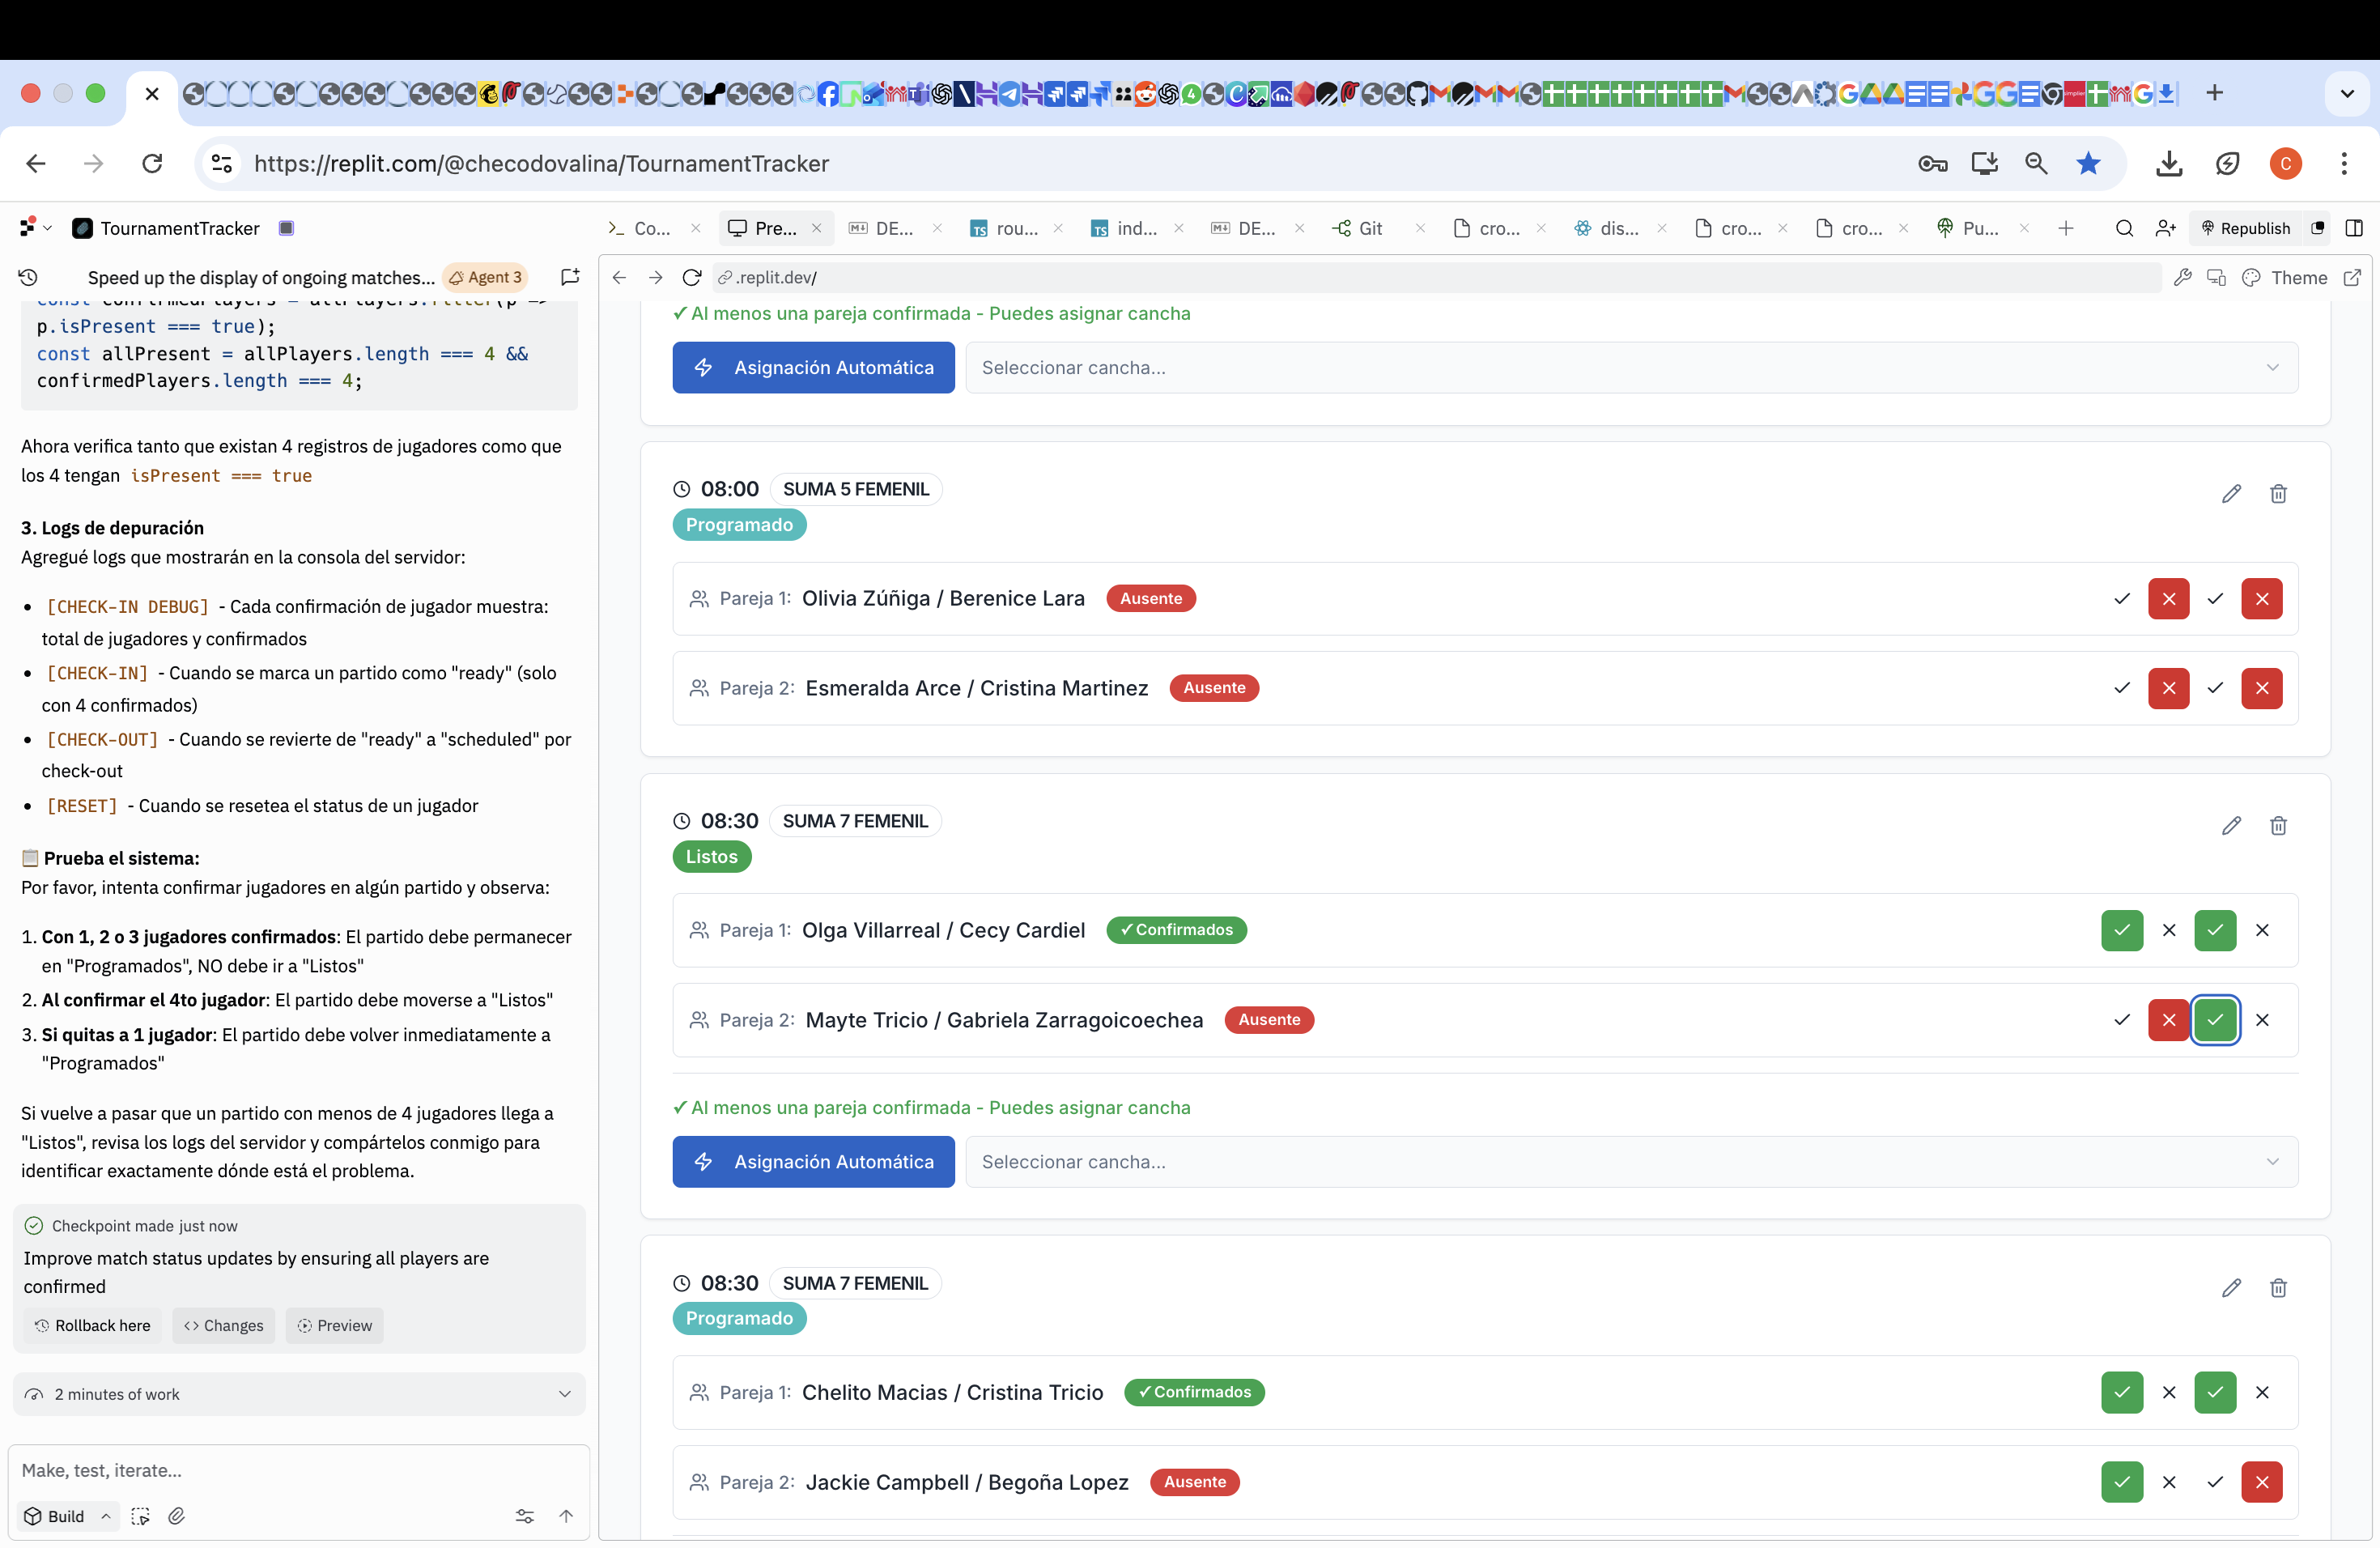 https://replit.com/@checodovalina/TournamentTracker
C
TournamentTracker
Co...
Pre...
DE...
rou...
ind...
DE...
Git
cro...
dis...
cro...
cro...
Pu...
Republish
Speed up the display of ongoing matches...
Agent 3
.replit.dev/
Theme
p.isPresent === true);
const allPresent = allPlayers.length === 4 &&
confirmedPlayers.length === 4;
Ahora verifica tanto que existan 4 registros de jugadores como que
los 4 tengan isPresent === true
3. Logs de depuración
Agregué logs que mostrarán en la consola del servidor:
• [CHECK-IN DEBUG] - Cada confirmación de jugador muestra:
total de jugadores y confirmados
• [CHECK-IN] - Cuando se marca un partido como "ready" (solo
con 4 confirmados)
• [CHECK-OUT] - Cuando se revierte de "ready" a "scheduled" por
check-out
• [RESET] - Cuando se resetea el status de un jugador
📋 Prueba el sistema:
Por favor, intenta confirmar jugadores en algún partido y observa:
1. Con 1, 2 o 3 jugadores confirmados: El partido debe permanecer
en "Programados", NO debe ir a "Listos"
2. Al confirmar el 4to jugador: El partido debe moverse a "Listos"
3. Si quitas a 1 jugador: El partido debe volver inmediatamente a
"Programados"
Si vuelve a pasar que un partido con menos de 4 jugadores llega a
"Listos", revisa los logs del servidor y compártelos conmigo para
identificar exactamente dónde está el problema.
Checkpoint made just now
Improve match status updates by ensuring all players are
confirmed
Rollback here
Changes
Preview
2 minutes of work
Make, test, iterate...
Build
✓ Al menos una pareja confirmada - Puedes asignar cancha
Asignación Automática
Seleccionar cancha...
08:00 SUMA 5 FEMENIL
Programado
Pareja 1: Olivia Zúñiga / Berenice Lara Ausente
Pareja 2: Esmeralda Arce / Cristina Martinez Ausente
08:30 SUMA 7 FEMENIL
Listos
Pareja 1: Olga Villarreal / Cecy Cardiel ✓ Confirmados
Pareja 2: Mayte Tricio / Gabriela Zarragoicoechea Ausente
✓ Al menos una pareja confirmada - Puedes asignar cancha
Asignación Automática
Seleccionar cancha...
08:30 SUMA 7 FEMENIL
Programado
Pareja 1: Chelito Macias / Cristina Tricio ✓ Confirmados
Pareja 2: Jackie Campbell / Begoña Lopez Ausente